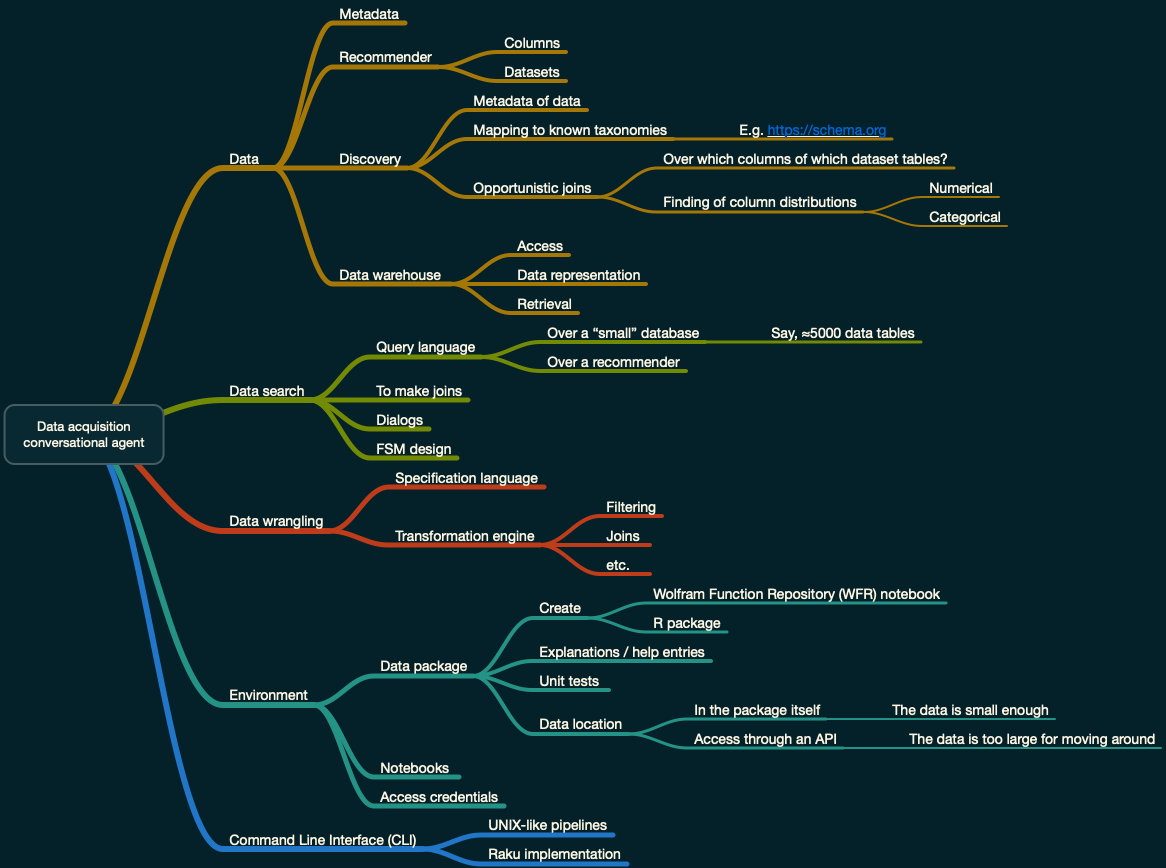 Metadata
Recommender
Columns
Datasets
Metadata of data
Mapping to known taxonomies
E.g. https://schema.org
Data
Discovery
Over which columns of which dataset tables?
Opportunistic joins
Finding of column distributions
Numerical
Categorical
Access
Data warehouse
Data representation
Retrieval
Over a “small” database
Say, ≈5000 data tables
Query language
Over a recommender
Data search
To make joins
Dialogs
FSM design
Data acquisition
conversational agent
Specification language
Data wrangling
Filtering
Transformation engine
Joins
etc.
Wolfram Function Repository (WFR) notebook
Create
R package
Explanations / help entries
Data package
Unit tests
Environment
In the package itself
The data is small enough
Data location
Access through an API
The data is too large for moving around
Notebooks
Access credentials
UNIX-like pipelines
Command Line Interface (CLI)
Raku implementation